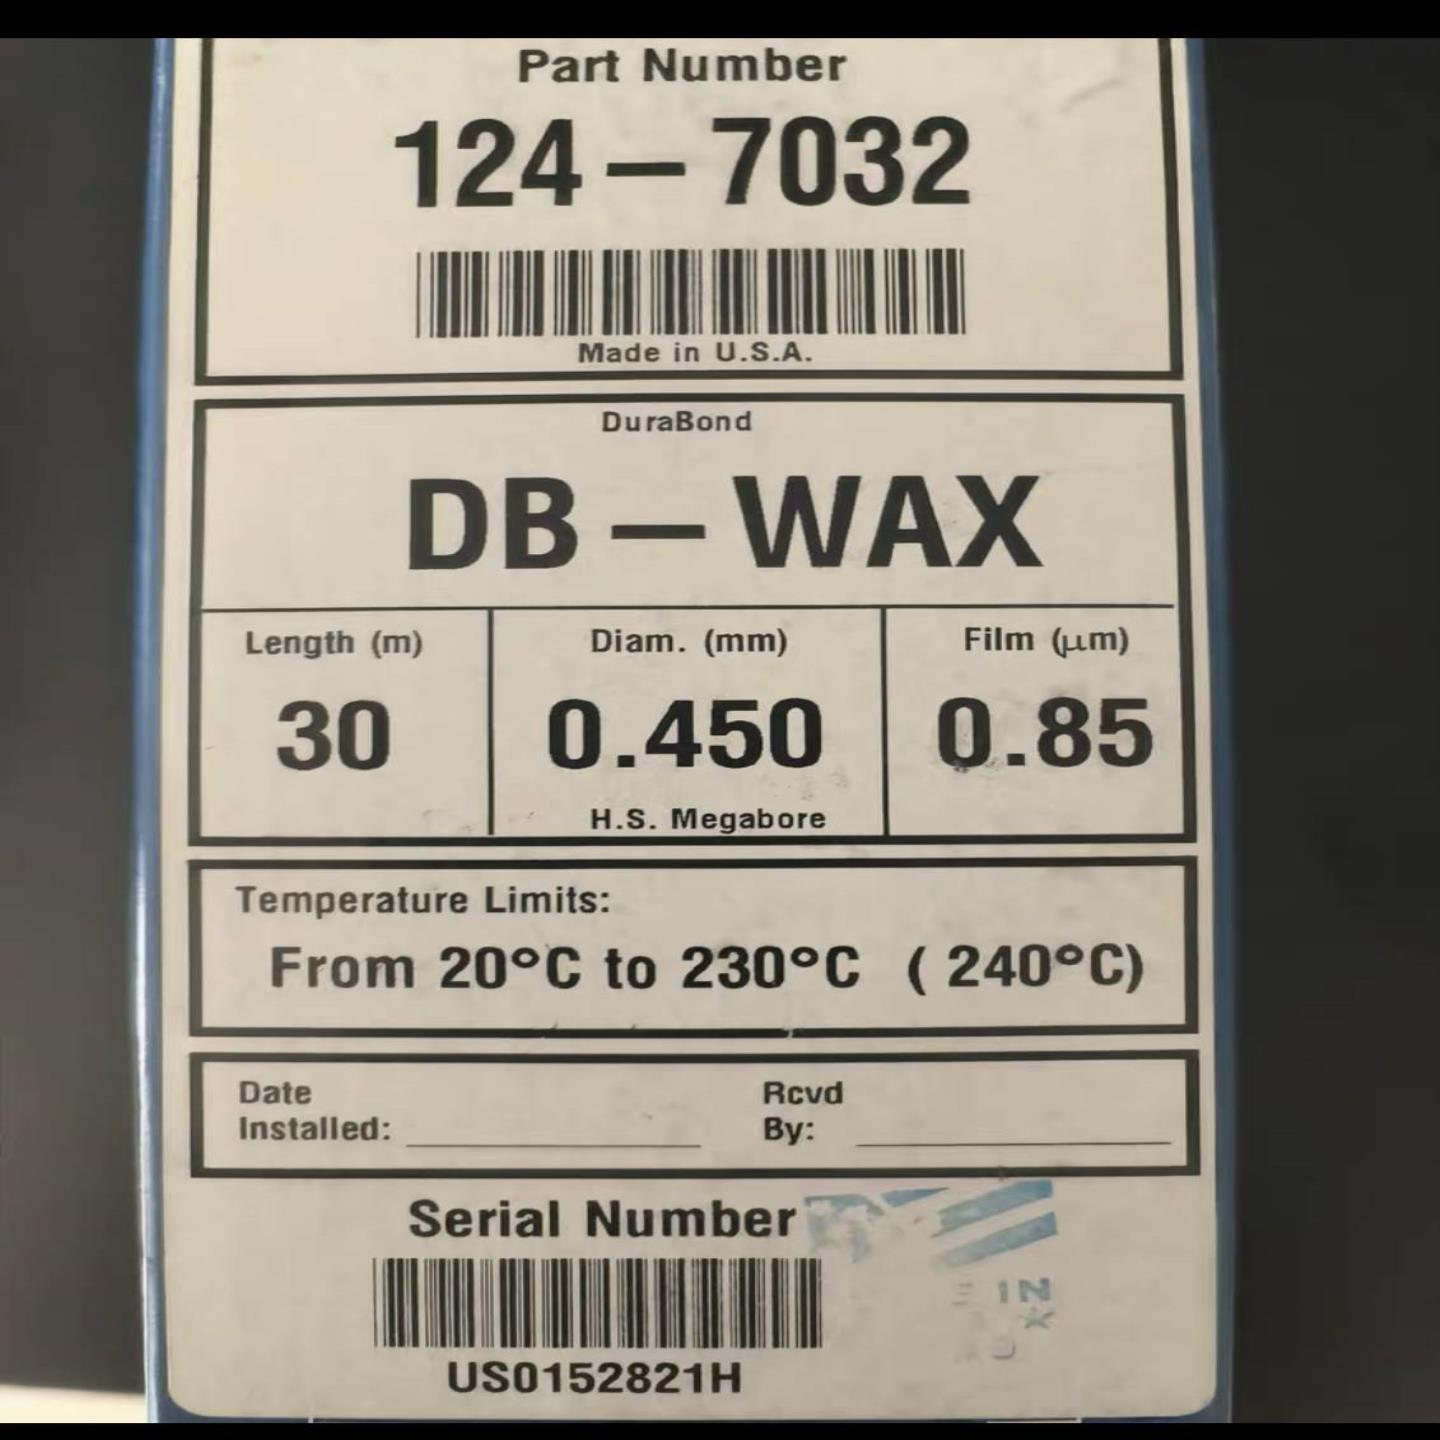 Part Number
124-7032
Made in U.S.A.
DuraBond
DB-WAX
Length (m) Diam. (mm) Film (μm)
30 0.450 0.85
H.S. Megabore
Temperature Limits:
From 20°C to 230°C (240°C)
Date Rcvd
Installed: By:
Serial Number
IN
US0152821H